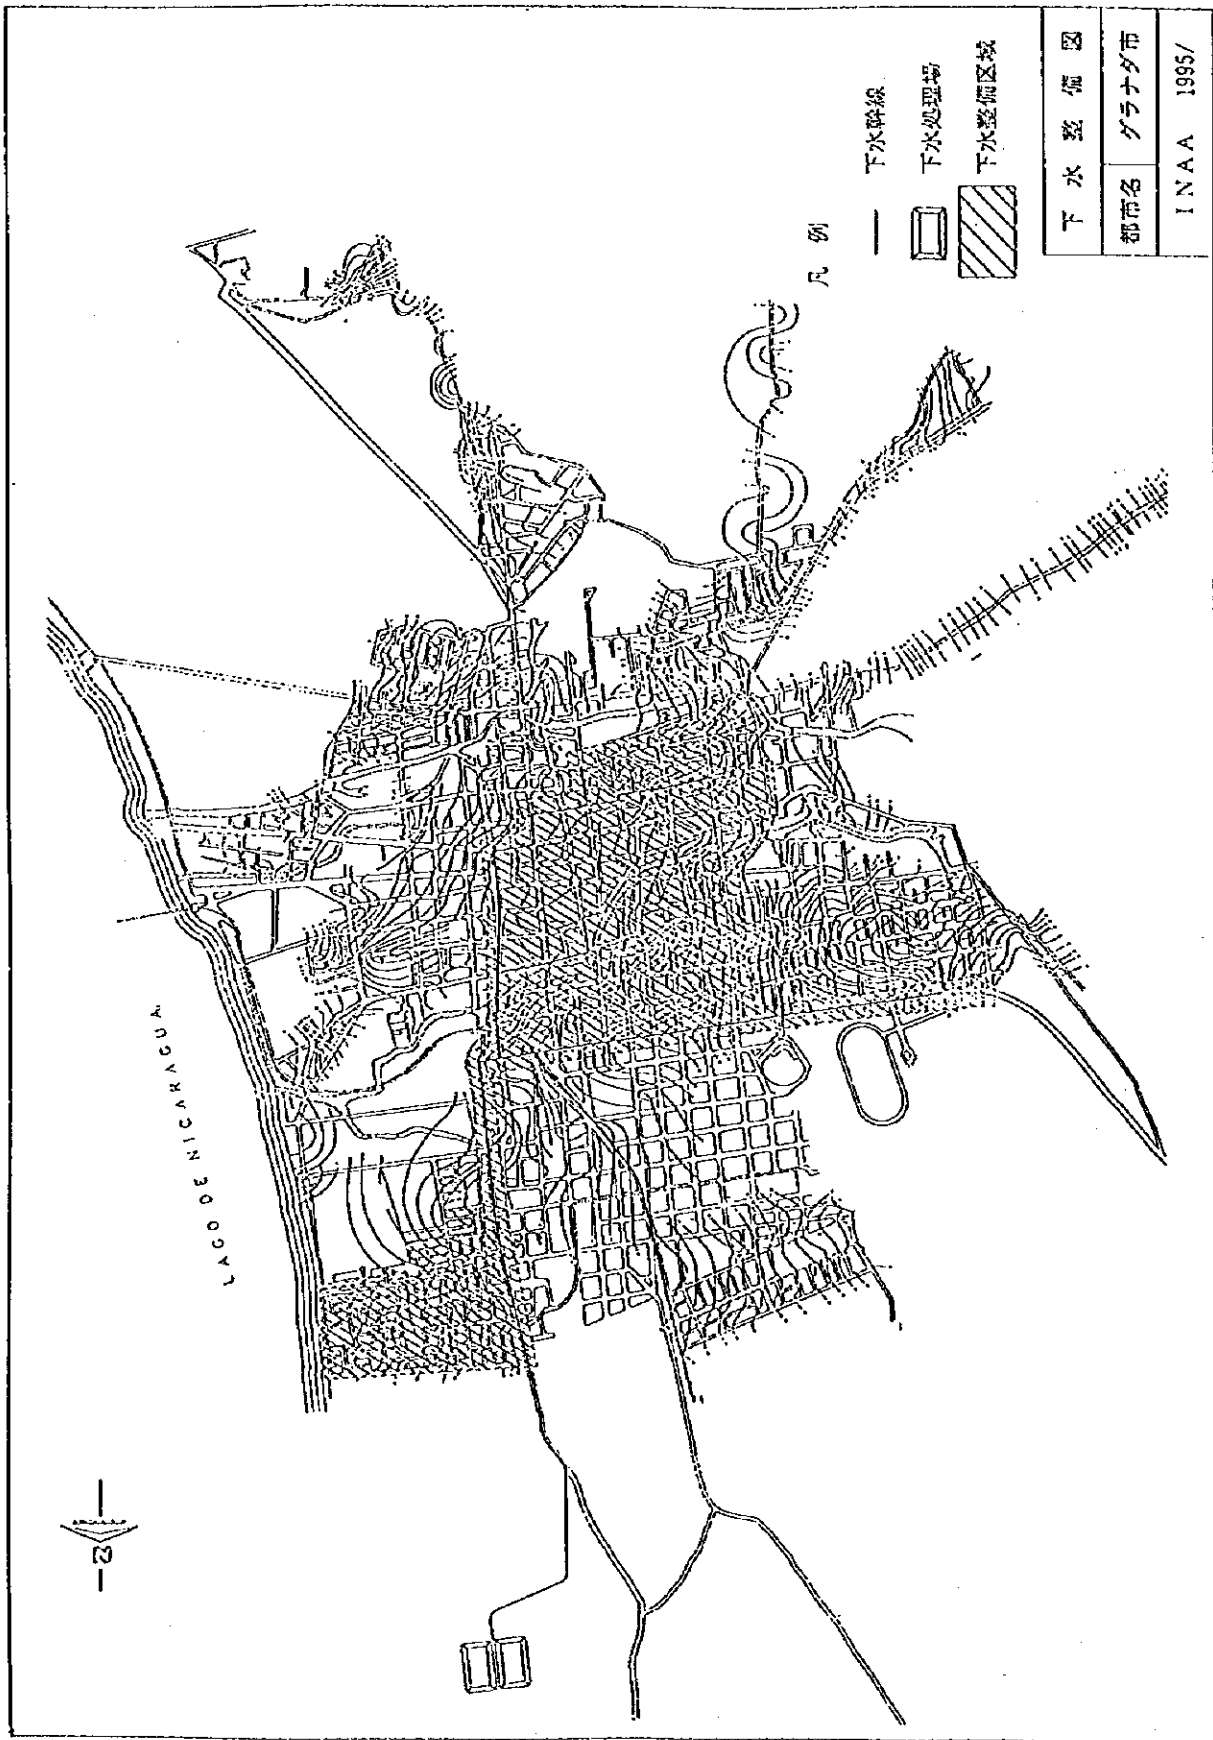 LAGO DE NICARAGUA
N
凡例
下水幹線
下水処理場
下水整備区域
下水整備図
都市名 グラナダ市
INAA 1995/